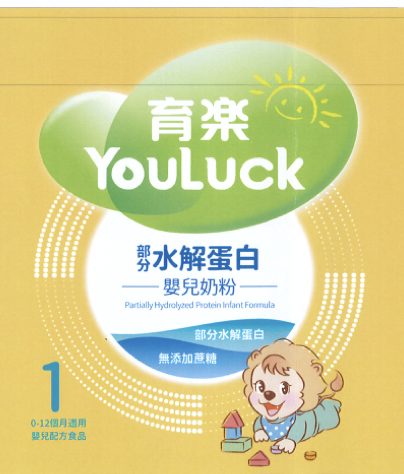 育樂
YouLuck
部分水解蛋白
嬰兒奶粉
Partially Hydrolyzed Protein Infant Formula
部分水解蛋白
無添加蔗糖
1
0-12個月適用
嬰兒配方食品